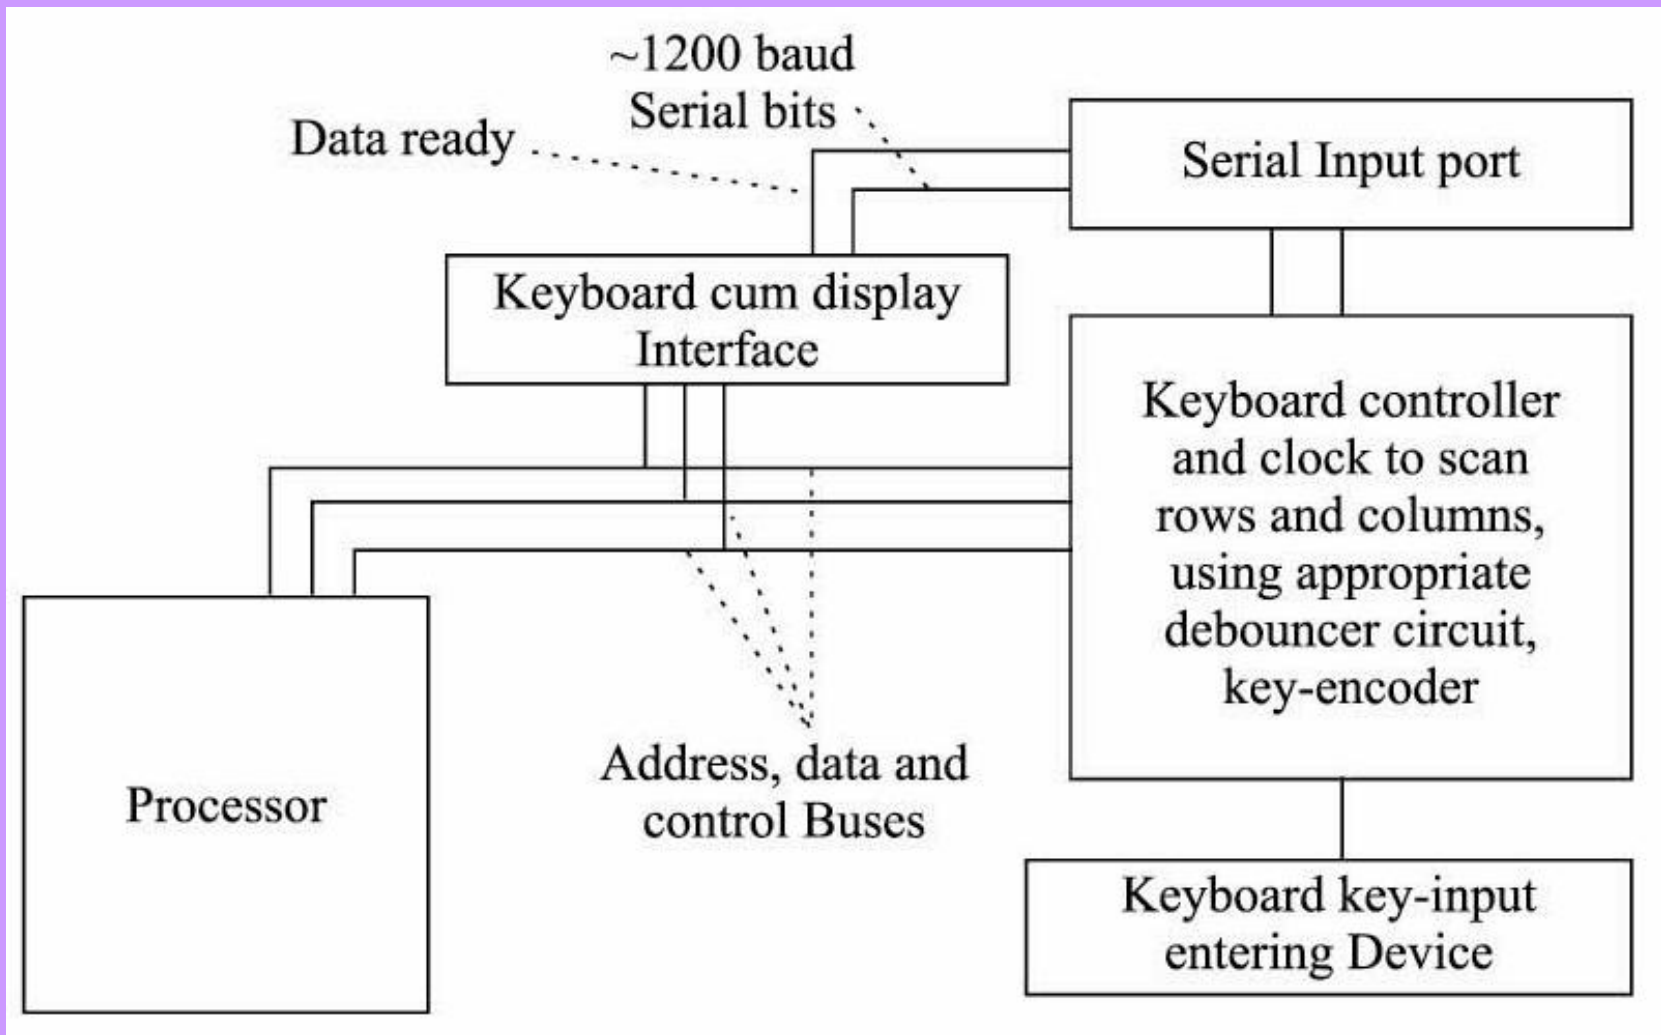 ~1200 baud
Serial bits
Data ready
Serial Input port
Keyboard cum display
Interface
Keyboard controller
and clock to scan
rows and columns,
using appropriate
debouncer circuit,
key-encoder
Address, data and
control Buses
Processor
Keyboard key-input
entering Device